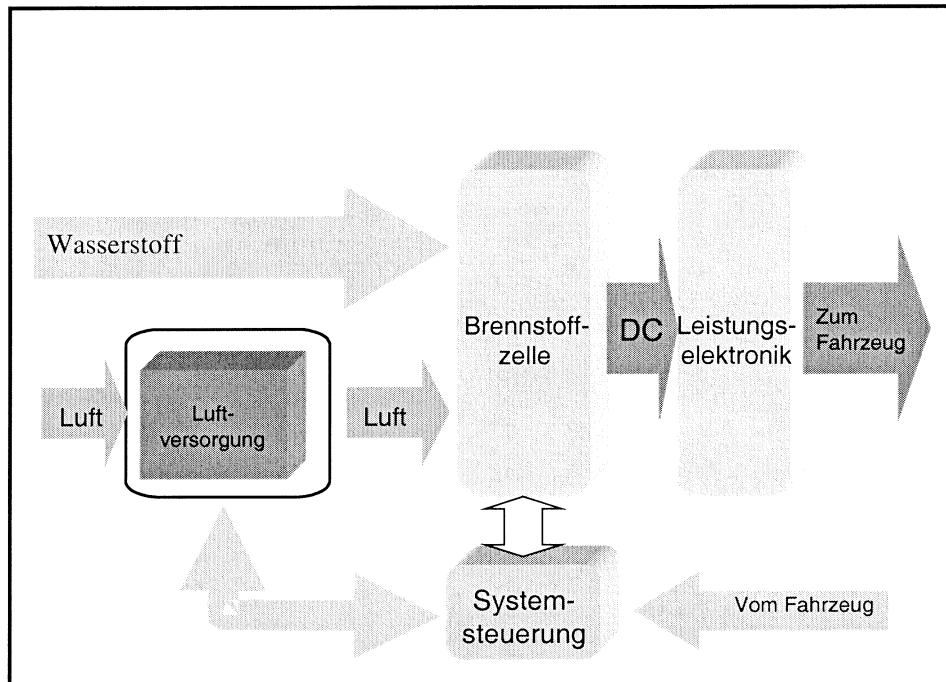 Wasserstoff
Luft
Luft-
versorgung
Luft
Brennstoff-
zelle
DC
Leistungs-
elektronik
Zum
Fahrzeug
System-
steuerung
Vom Fahrzeug